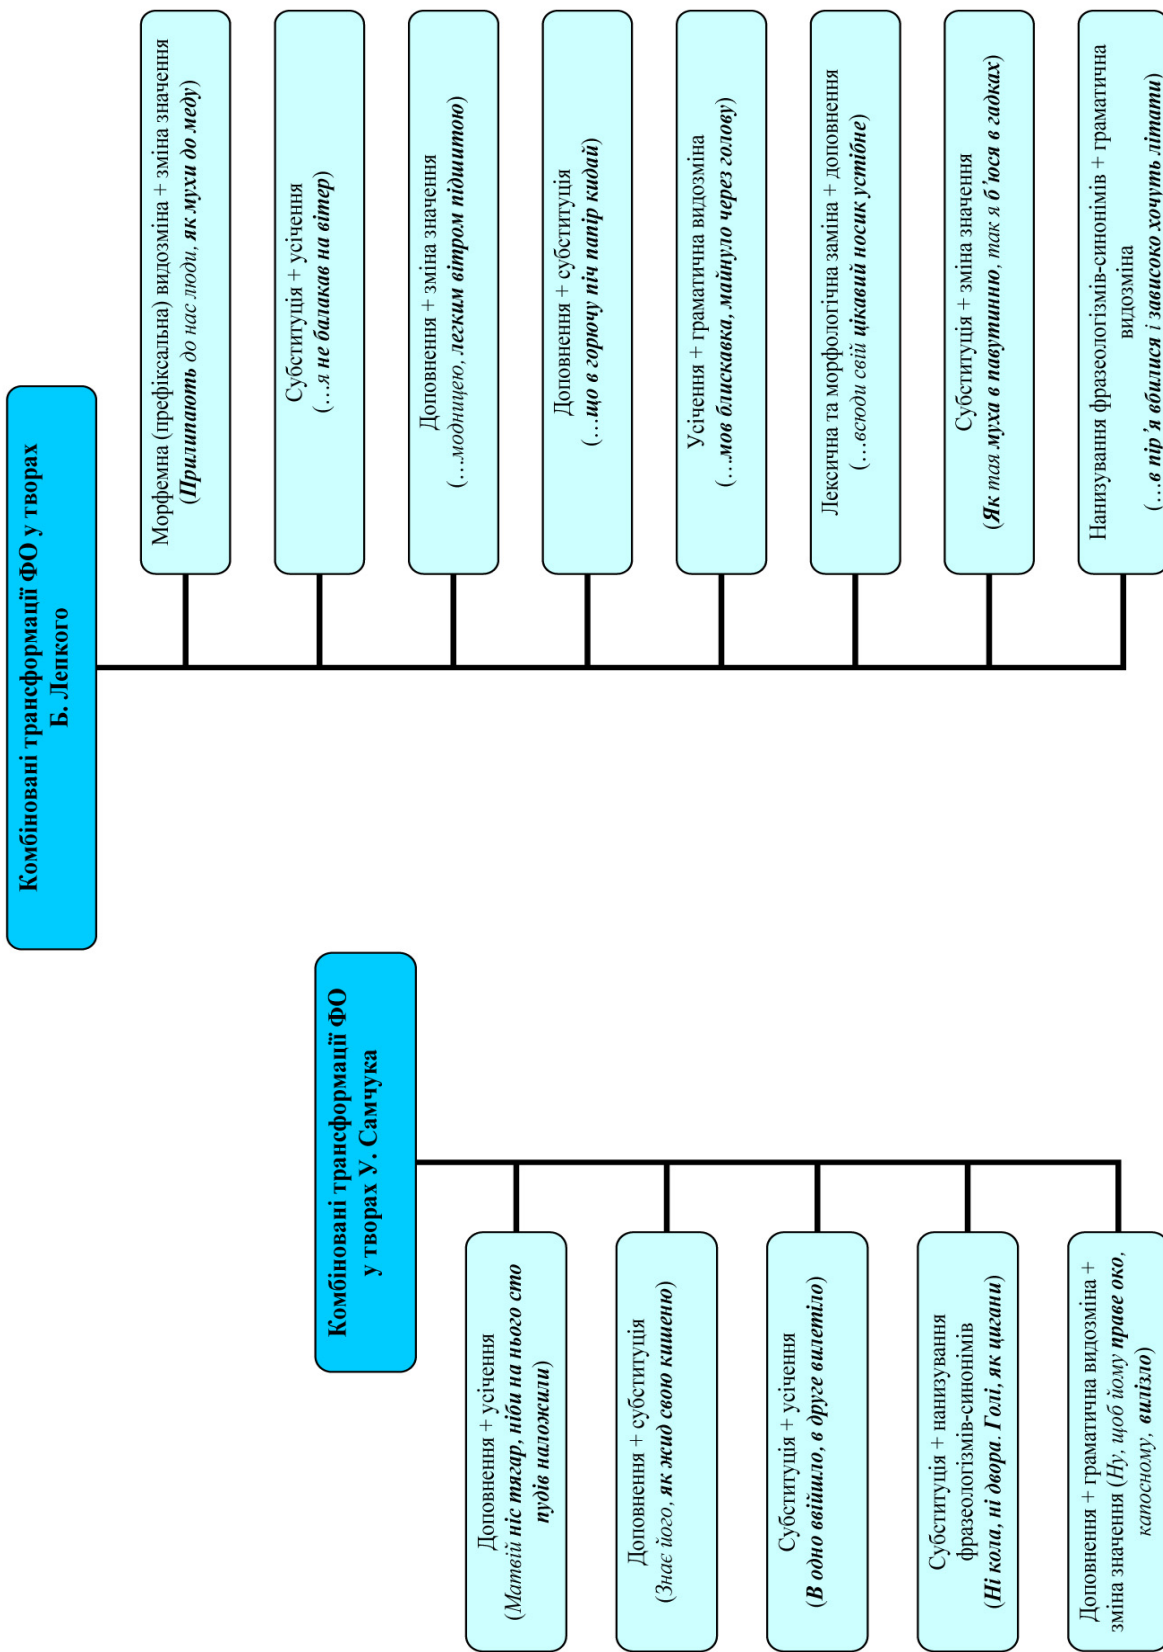 Комбіновані трансформації ФО у творах
Б. Лепкого
Морфемна (префіксальна) видозміна + зміна значення
(Прилипають до нас люди, як мухи до меду)
Субституція + усічення
(…я не балакав на вітер)
Доповнення + зміна значення
(…модницею, легким вітром підшитою)
Доповнення + субституція
(…що в горючу піч папір кидай)
Усічення + граматична видозміна
(…мов блискавка, майнуло через голову)
Лексична та морфологічна заміна + доповнення
(…всюди свій цікавий носик устібне)
Субституція + зміна значення
(Як тая муха в павутинню, так я б’юся в гадках)
Нанизування фразеологізмів-синонімів + граматична
видозміна
(…в пір’я вбилися і зависоко хочуть літати)
Комбіновані трансформації ФО
у творах У. Самчука
Доповнення + усічення
(Матвій ніс тягар, ніби на нього сто
пудів наложили)
Доповнення + субституція
(Знає його, як жид свою кишеню)
Субституція + усічення
(В одно ввійшло, в друге вилетіло)
Субституція + нанизування
фразеологізмів-синонімів
(Ні кола, ні двора. Голі, як цигани)
Доповнення + граматична видозміна +
зміна значення (Ну, щоб йому праве око,
капосному, вилізло)